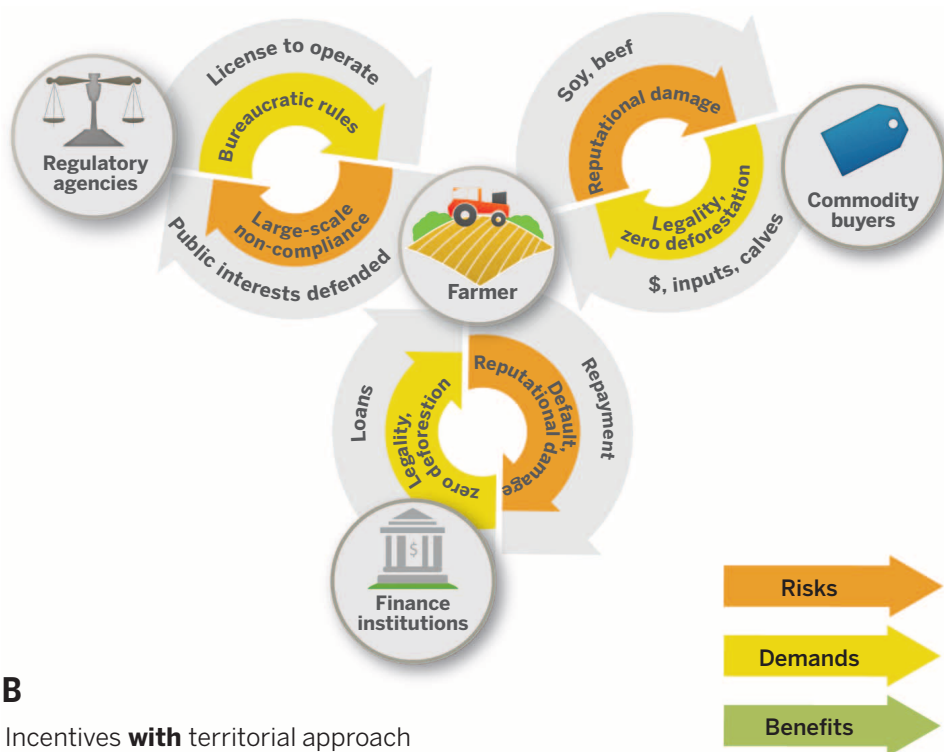 License to operate
Bureaucratic rules
Regulatory
agencies
Large-scale
non-compliance
Public interests defended
Soy, beef
Reputational damage
Commodity
buyers
Legality,
zero deforestation
$, inputs, calves
Farmer
Loans
Legality,
zero deforestion
Default,
Reputational damage
Repayment
$
Finance
institutions
Risks
Demands
Benefits
B
Incentives with territorial approach